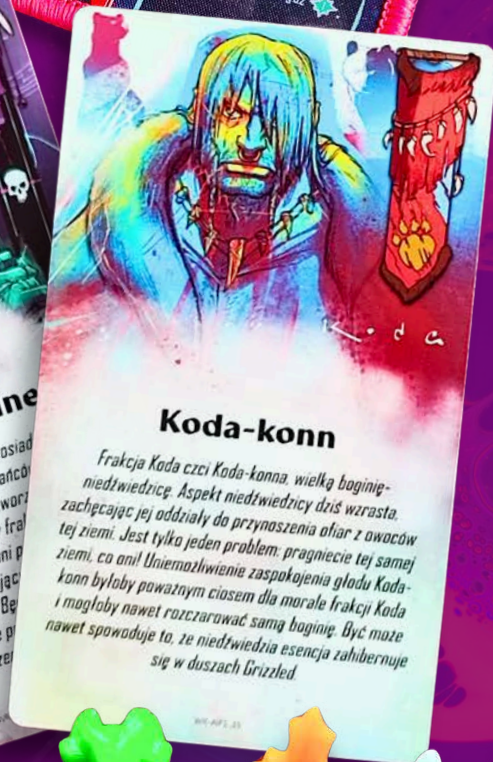 Koda
Koda-konn
Frakcja Koda czci Koda-konna, wielką boginię-
niedźwiedzicę. Aspekt niedźwiedzicy dziś wzrasta,
zachęcając jej oddziały do przynoszenia ofiar z owoców
tej ziemi. Jest tylko jeden problem: pragniecie tej samej
ziemi, co oni! Uniemożliwienie zaspokojenia głodu Koda-
konn byłoby poważnym ciosem dla morale frakcji Koda
i mogłoby nawet rozczarować samą boginię. Być może
nawet spowoduje to, że niedźwiedzia esencja zahibernuje
się w duszach Grizzled.